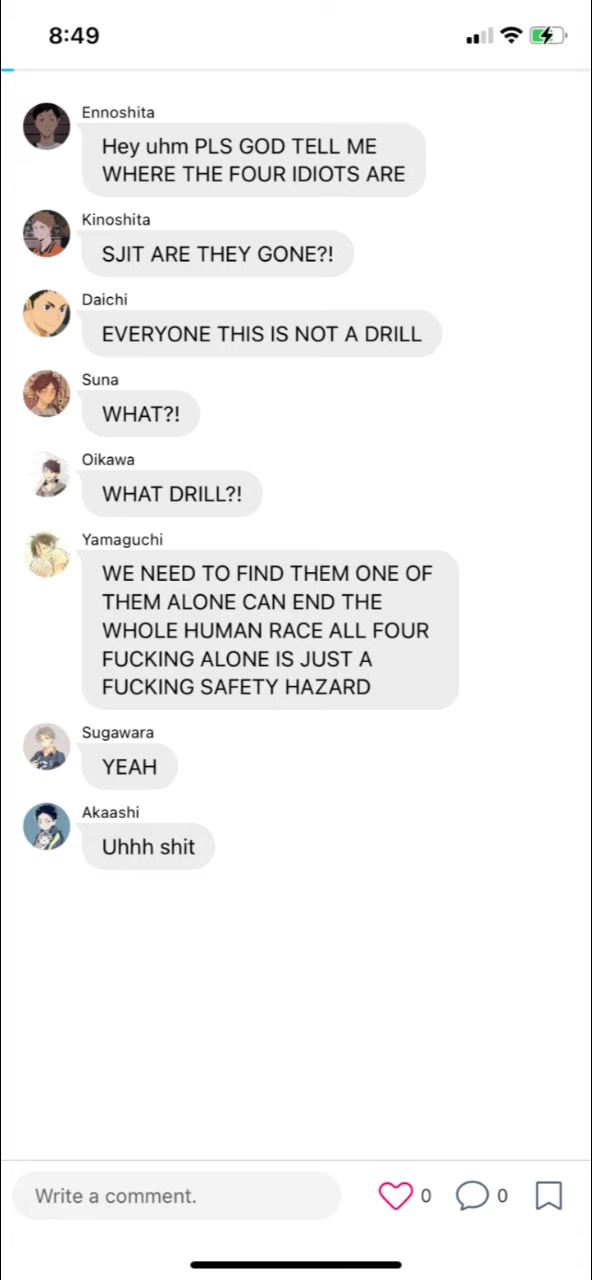 8:49
Ennoshita
Hey uhm PLS GOD TELL ME
WHERE THE FOUR IDIOTS ARE
Kinoshita
SJIT ARE THEY GONE?!
Daichi
EVERYONE THIS IS NOT A DRILL
Suna
WHAT?!
Oikawa
WHAT DRILL?!
Yamaguchi
WE NEED TO FIND THEM ONE OF
THEM ALONE CAN END THE
WHOLE HUMAN RACE ALL FOUR
FUCKING ALONE IS JUST A
FUCKING SAFETY HAZARD
Sugawara
YEAH
Akaashi
Uhhh shit
Write a comment.
0
0